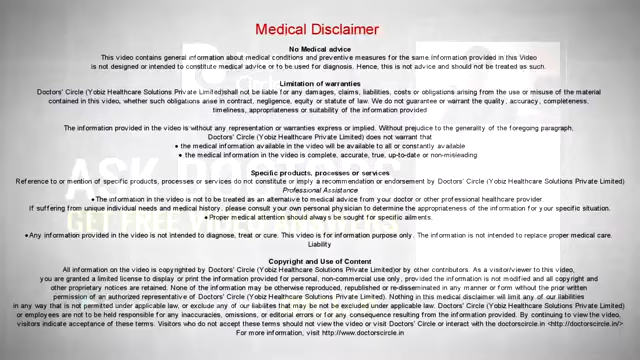 Medical Disclaimer
No Medical advice
This video contains general information about medical conditions and preventive measures for the same.Information provided in this Video
is not designed or intended to constitute medical advice or to be used for diagnosis. Hence, this is not advice and should not be treated as such.
Limitation of warranties
Doctors' Circle (Yobiz Healthcare Solutions Private Limited)shall not be liable for any damages, claims, liabilities, costs or obligations arising from the use or misuse of the material
contained in this video, whether such obligations arise in contract, negligence, equity or statute of law. We do not guarantee or warrant the quality, accuracy, completeness,
timeliness, appropriateness or suitability of the information provided
The information provided in the video is without any representation or warranties express or implied. Without prejudice to the generality of the foregoing paragraph,
Doctors' Circle (Yobiz Healthcare Private Limited) does not warrant that
• the medical information available in the video will be available to all or constantly available
• the medical information in the video is complete, accurate, true, up-to-date or non-misleading
Specific products, processes or services
Reference to or mention of specific products, processes or services do not constitute or imply a recommendation or endorsement by Doctors' Circle (Yobiz Healthcare Solutions Private Limited)
Professional Assistance
•The information in the video is not to be treated as an alternative to medical advice from your doctor or other professional healthcare provider.
If suffering from unique individual needs and medical history, please consult your own personal physician to determine the appropriateness of the information for your specific situation.
• Proper medical attention should always be sought for specific ailments.
•Any information provided in the video is not intended to diagnose, treat or cure. This video is for information purpose only. The information is not intended to replace proper medical care.
Liability
Copyright and Use of Content
All information on the video is copyrighted by Doctors' Circle (Yobiz Healthcare Solutions Private Limited)or by other contributors. As a visitor/viewer to this video,
you are granted a limited license to display or print the information provided for personal, non-commercial use only, provided the information is not modified and all copyright and
other proprietary notices are retained. None of the information may be otherwise reproduced, republished or re-disseminated in any manner or form without the prior written
permission of an authorized representative of Doctors' Circle (Yobiz Healthcare Solutions Private Limited). Nothing in this medical disclaimer will limit any of our liabilities
in any way that is not permitted under applicable law, or exclude any of our liabilites that may be not be excluded under applicable law. Doctors' Circle (Yobiz Healthcare Solutions Private Limited)
or employees are not to be held responsible for any inaccuracies, omissions, or editorial errors or for any consequence resulting from the information provided. By continuing to view the video,
visitors indicate acceptance of these terms. Visitors who do not accept these should not view the video or visit Doctors' Circle or interact with the doctorscircle.in <http://doctorscircle.in/>
For more information, visit http://www.doctorscircle.in